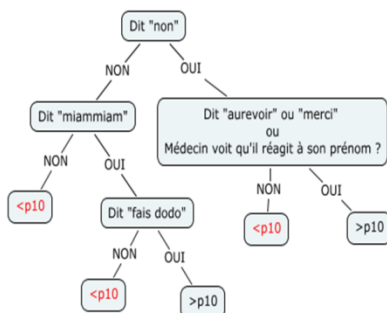 Dit "non"
NON
OUI
Dit "miammiam"
Dit "aurevoir" ou "merci"
ou
Médecin voit qu'il réagit à son prénom ?
NON
OUI
NON
OUI
<p10
Dit "fais dodo"
<p10
>p10
NON
OUI
<p10
>p10